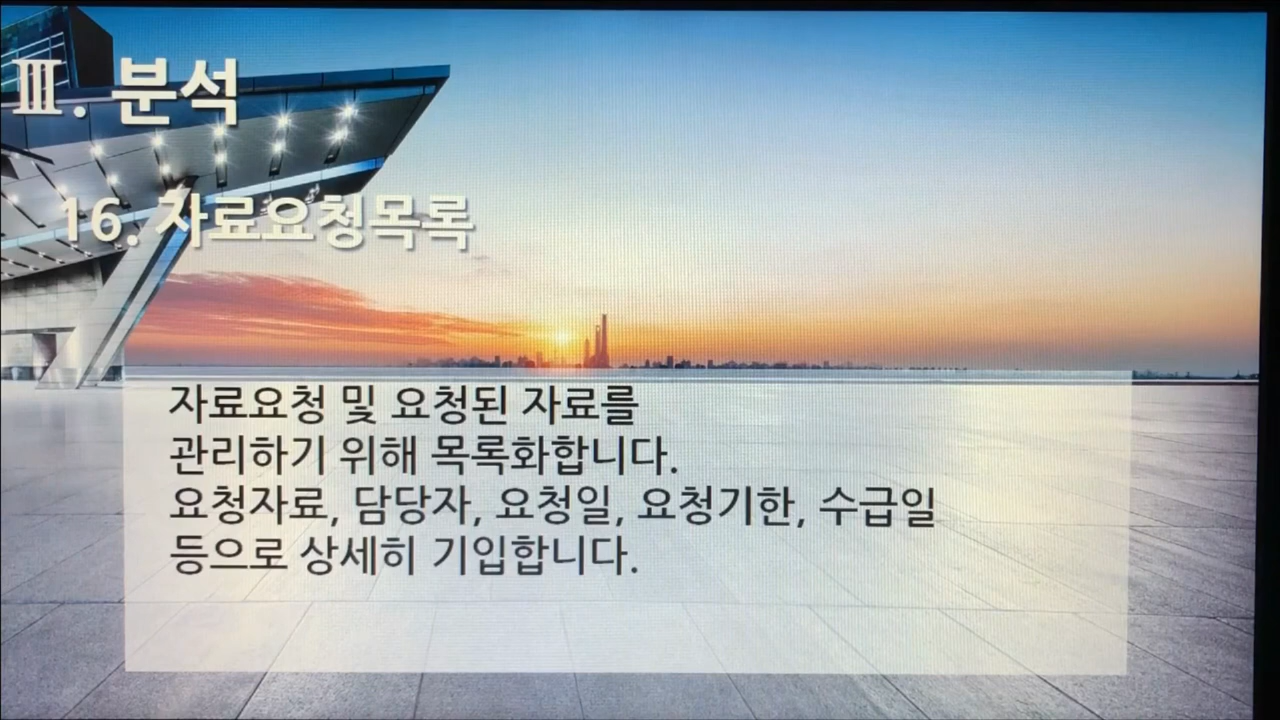 Ⅲ. 분석
16. 자료요청목록
자료요청 및 요청된 자료를
관리하기 위해 목록화합니다.
요청자료, 담당자, 요청일, 요청기한, 수급일
등으로 상세히 기입합니다.